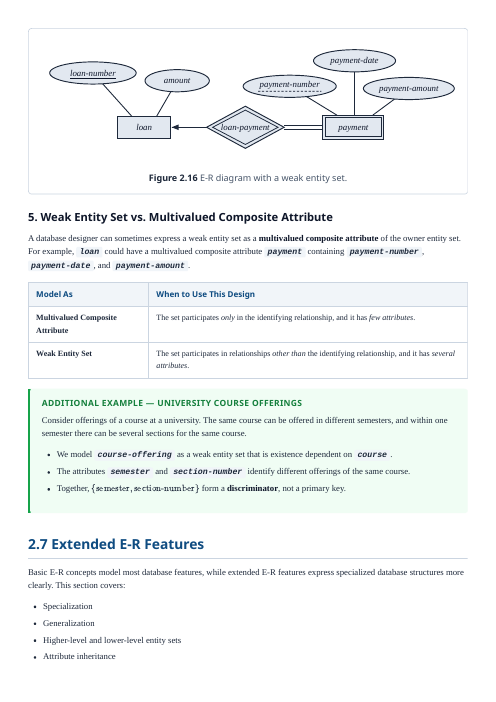 payment-date
loan-number
amount
payment-number
payment-amount
loan
loan-payment
payment
Figure 2.16 E-R diagram with a weak entity set.
5. Weak Entity Set vs. Multivalued Composite Attribute
A database designer can sometimes express a weak entity set as a multivalued composite attribute of the owner entity set.
For example, loan could have a multivalued composite attribute payment containing payment-number ,
payment-date , and payment-amount .
Model As
When to Use This Design
Multivalued Composite
Attribute
The set participates only in the identifying relationship, and it has few attributes.
Weak Entity Set
The set participates in relationships other than the identifying relationship, and it has several
attributes.
ADDITIONAL EXAMPLE — UNIVERSITY COURSE OFFERINGS
Consider offerings of a course at a university. The same course can be offered in different semesters, and within one
semester there can be several sections for the same course.
• We model course-offering as a weak entity set that is existence dependent on course .
• The attributes semester and section-number identify different offerings of the same course.
• Together, {semester,section-number} form a discriminator, not a primary key.
2.7 Extended E-R Features
Basic E-R concepts model most database features, while extended E-R features express specialized database structures more
clearly. This section covers:
• Specialization
• Generalization
• Higher-level and lower-level entity sets
• Attribute inheritance